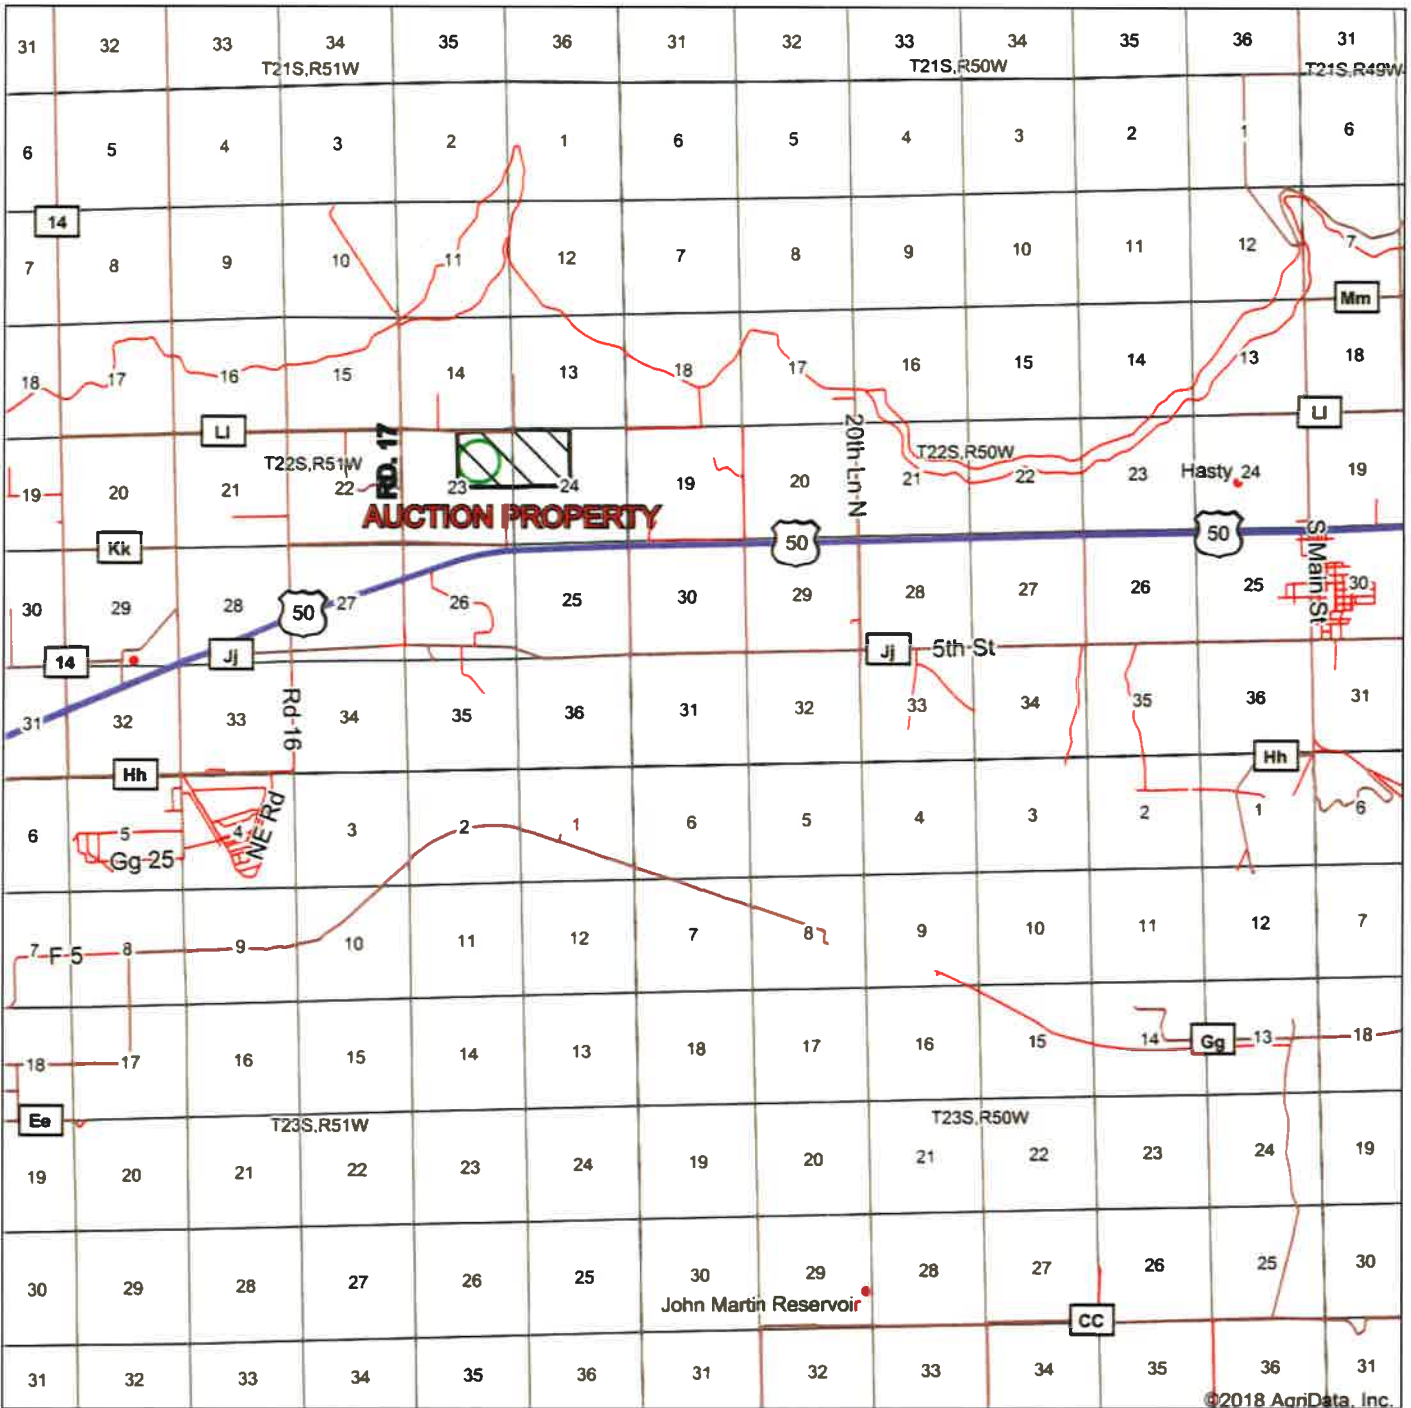 31 32 33 34 35 36 31 32 33 34 35 36 31
T21S,R51W T21S,R50W T21S,R49W
6 5 4 3 2 1 6 5 4 3 2 1 6
14
7 8 9 10 11 12 7 8 9 10 11 12 7
Mm
18 17 16 15 14 13 18 17 16 15 14 13 18
Ll Ll
RD. 17
20th Ln N
T22S,R51W T22S,R50W
19 20 21 22 23 24 19 20 21 22 23 Hasty 24 19
AUCTION PROPERTY
Kk 50 50
S Main St
30 29 28 27 26 25 30 29 28 27 26 25 30
50
14 Jj Jj 5th St
Rd 16
31 32 33 34 35 36 31 32 33 34 35 36 31
Hh Hh
6 5 4 3 2 1 6 5 4 3 2 1 6
NE Rd
Gg 25
7 8 9 10 11 12 7 8 9 10 11 12 7
F 5
18 17 16 15 14 13 18 17 16 15 14 Gg 13 18
Ee
T23S,R51W T23S,R50W
19 20 21 22 23 24 19 20 21 22 23 24 19
30 29 28 27 26 25 30 29 28 27 26 25 30
John Martin Reservoir
CC
31 32 33 34 35 36 31 32 33 34 35 36 31
©2018 AgriData, Inc.